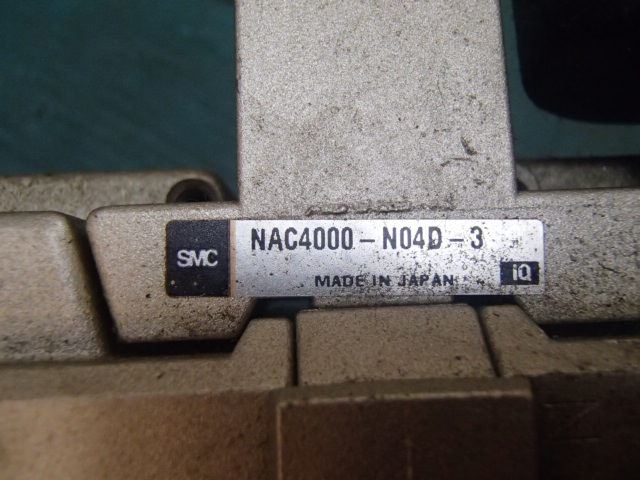 SMC
NAC4000-N04D-3
MADE IN JAPAN
iQ